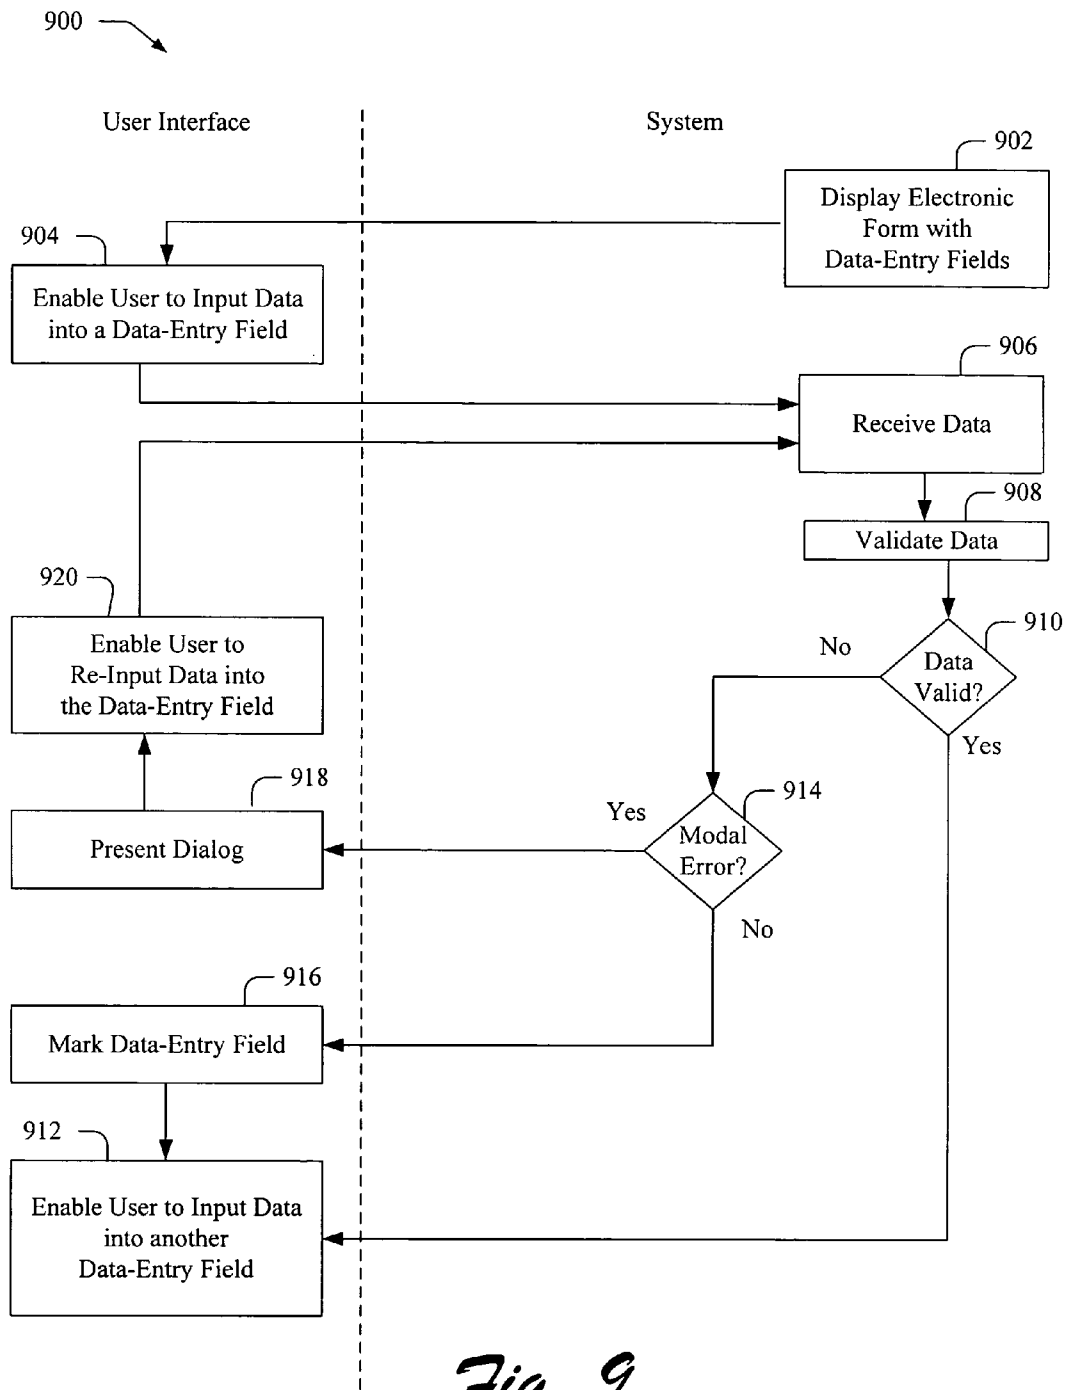 900
User Interface
System
902
Display Electronic
Form with
Data-Entry Fields
904
Enable User to Input Data
into a Data-Entry Field
906
Receive Data
908
Validate Data
910
Data
Valid?
No
Yes
920
Enable User to
Re-Input Data into
the Data-Entry Field
918
Present Dialog
914
Modal
Error?
Yes
No
916
Mark Data-Entry Field
912
Enable User to Input Data
into another
Data-Entry Field
Fig. 9